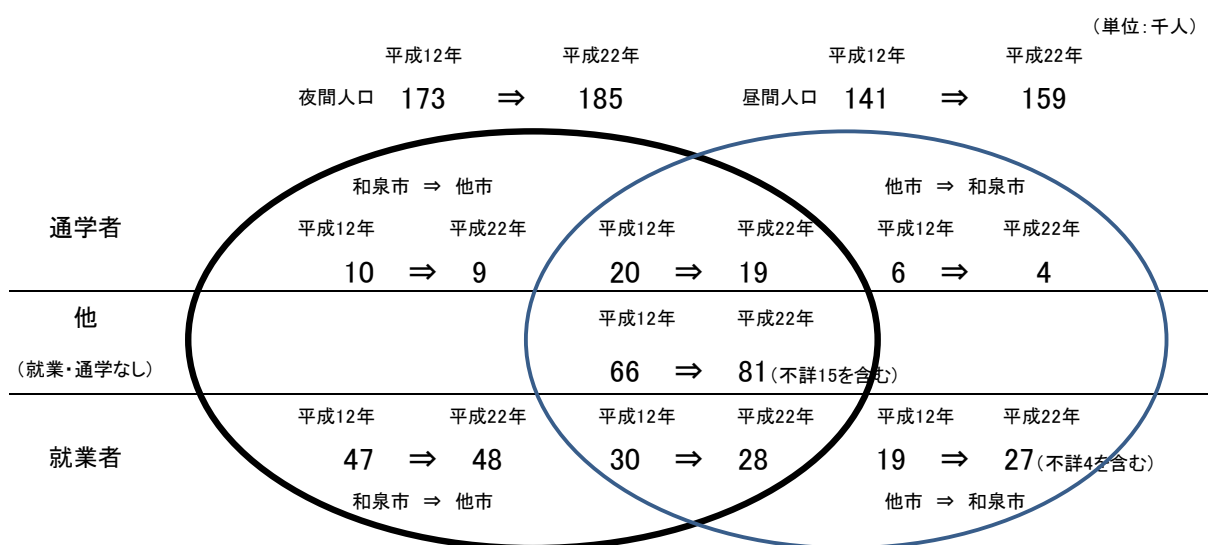 (単位:千人)
平成12年 平成22年 平成12年 平成22年
夜間人口 173 ⇒ 185 昼間人口 141 ⇒ 159
和泉市 ⇒ 他市 他市 ⇒ 和泉市
通学者 平成12年 平成22年 平成12年 平成22年 平成12年 平成22年
10 ⇒ 9 20 ⇒ 19 6 ⇒ 4
他 平成12年 平成22年
(就業・通学なし) 66 ⇒ 81(不詳15を含む)
平成12年 平成22年 平成12年 平成22年 平成12年 平成22年
就業者 47 ⇒ 48 30 ⇒ 28 19 ⇒ 27(不詳4を含む)
和泉市 ⇒ 他市 他市 ⇒ 和泉市